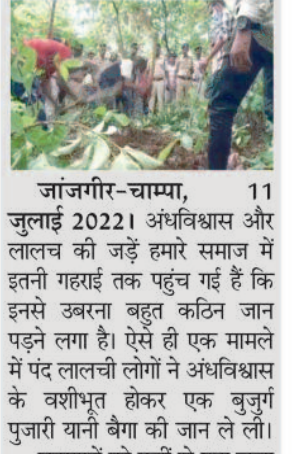 जांजगीर-चाम्पा, 11
जुलाई 2022। अंधविश्वास और
लालच की जड़ें हमारे समाज में
इतनी गहराई तक पहुंच गई हैं कि
इनसे उबरना बहुत कठिन जान
पड़ने लगा है। ऐसे ही एक मामले
में पंद लालची लोगों ने अंधविश्वास
के वशीभूत होकर एक बुजुर्ग
पुजारी यानी बैगा की जान ले ली।